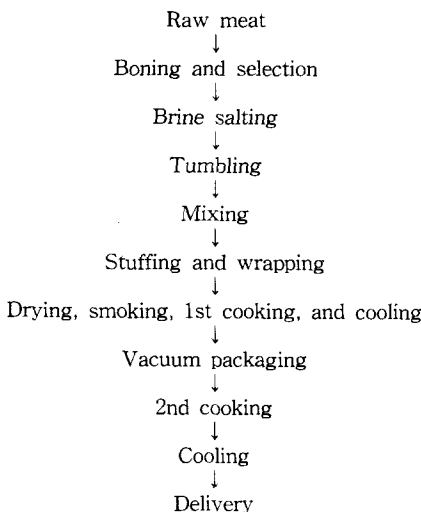 Raw meat
↓
Boning and selection
↓
Brine salting
↓
Tumbling
↓
Mixing
↓
Stuffing and wrapping
↓
Drying, smoking, 1st cooking, and cooling
↓
Vacuum packaging
↓
2nd cooking
↓
Cooling
↓
Delivery